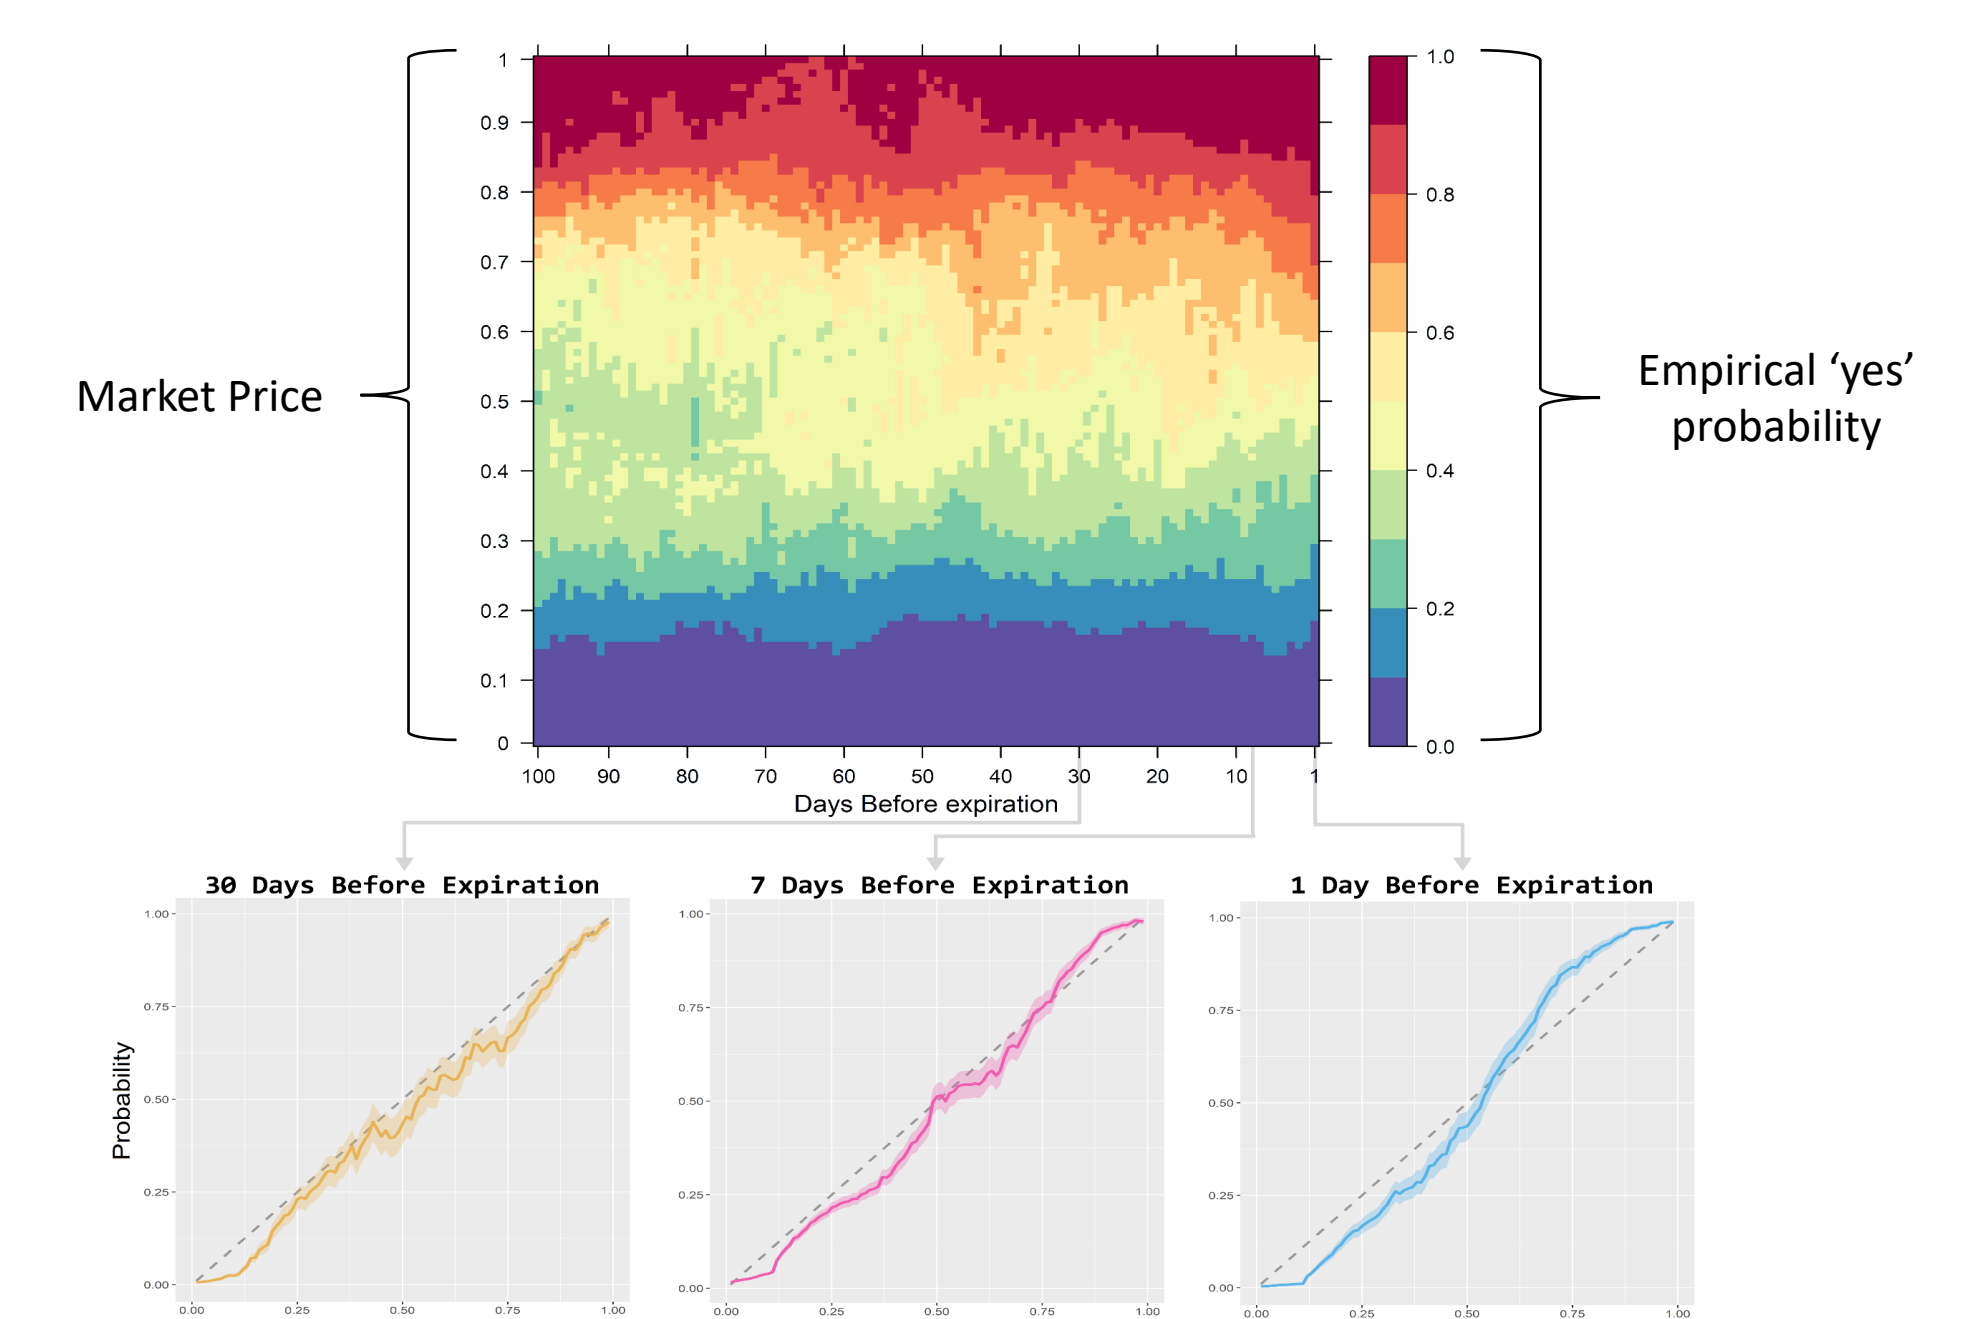 Market Price
1
0.9
0.8
0.7
0.6
0.5
0.4
0.3
0.2
0.1
0
100 90 80 70 60 50 40 30 20 10 1
Days Before expiration
1.0
0.8
0.6
0.4
0.2
0.0
Empirical ‘yes’
probability
30 Days Before Expiration
Probability
1.00
0.75
0.50
0.25
0.00
0.00 0.25 0.50 0.75 1.00
7 Days Before Expiration
1.00
0.75
0.50
0.25
0.00
0.00 0.25 0.50 0.75 1.00
1 Day Before Expiration
1.00
0.75
0.50
0.25
0.00
0.00 0.25 0.50 0.75 1.00